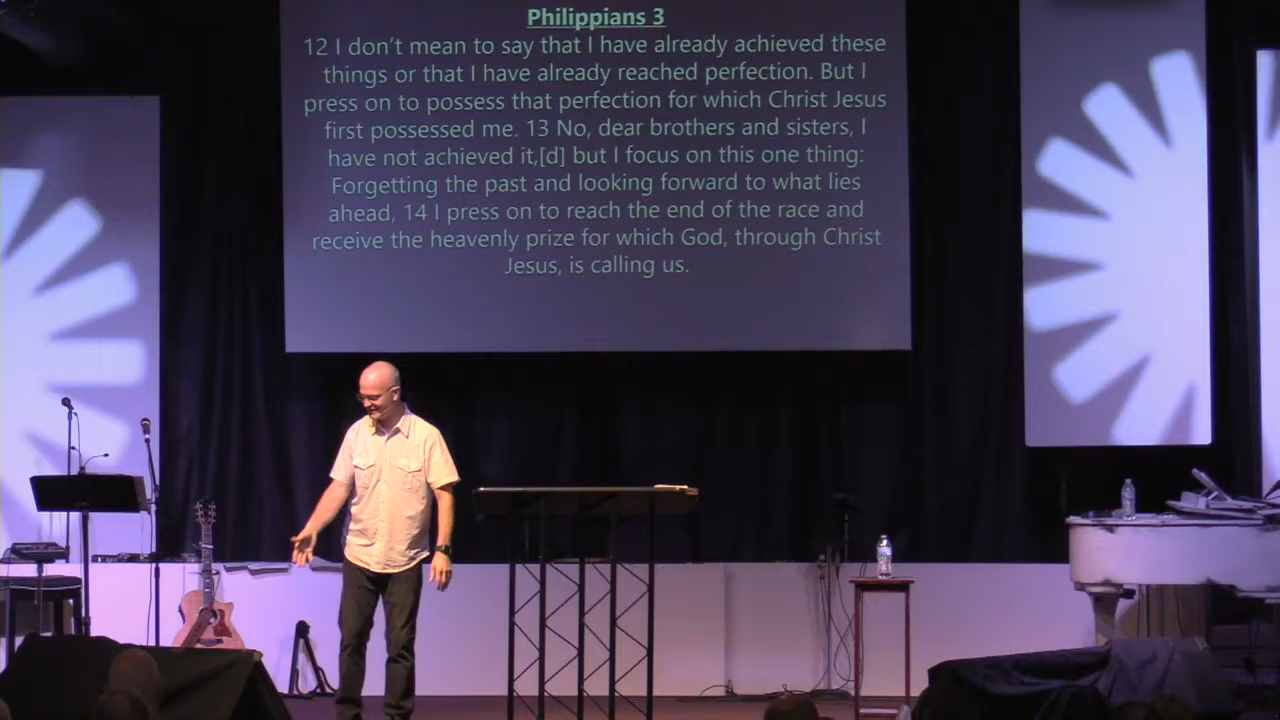 Philippians 3
12 I don't mean to say that I have already achieved these
things or that I have already reached perfection. But I
press on to possess that perfection for which Christ Jesus
first possessed me. 13 No, dear brothers and sisters, I
have not achieved it,[d] but I focus on this one thing:
Forgetting the past and looking forward to what lies
ahead, 14 I press on to reach the end of the race and
receive the heavenly prize for which God, through Christ
Jesus, is calling us.